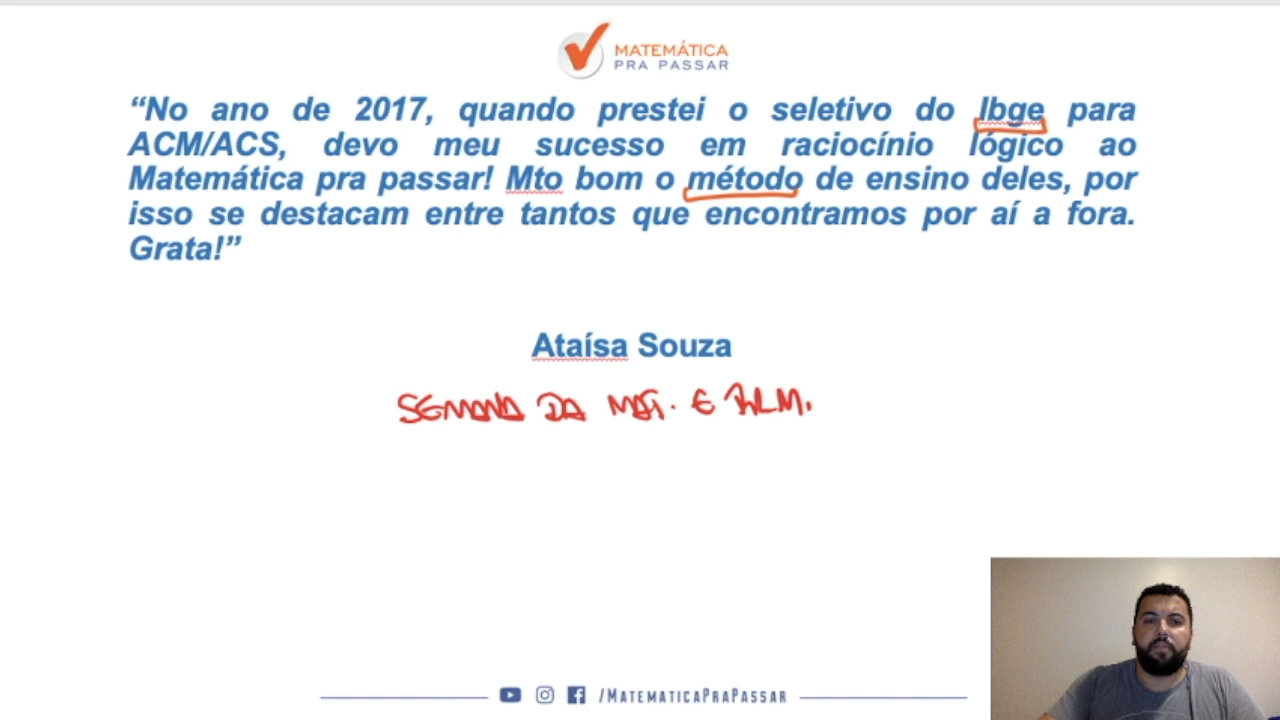 MATEMÁTICA
PRA PASSAR
“No ano de 2017, quando prestei o seletivo do Ibge para
ACM/ACS, devo meu sucesso em raciocínio lógico ao
Matemática pra passar! Mto bom o método de ensino deles, por
isso se destacam entre tantos que encontramos por aí a fora.
Grata!”
Ataísa Souza
SEMANA DA MAT. E RLM.
/MATEMATICAPRAPASSAR